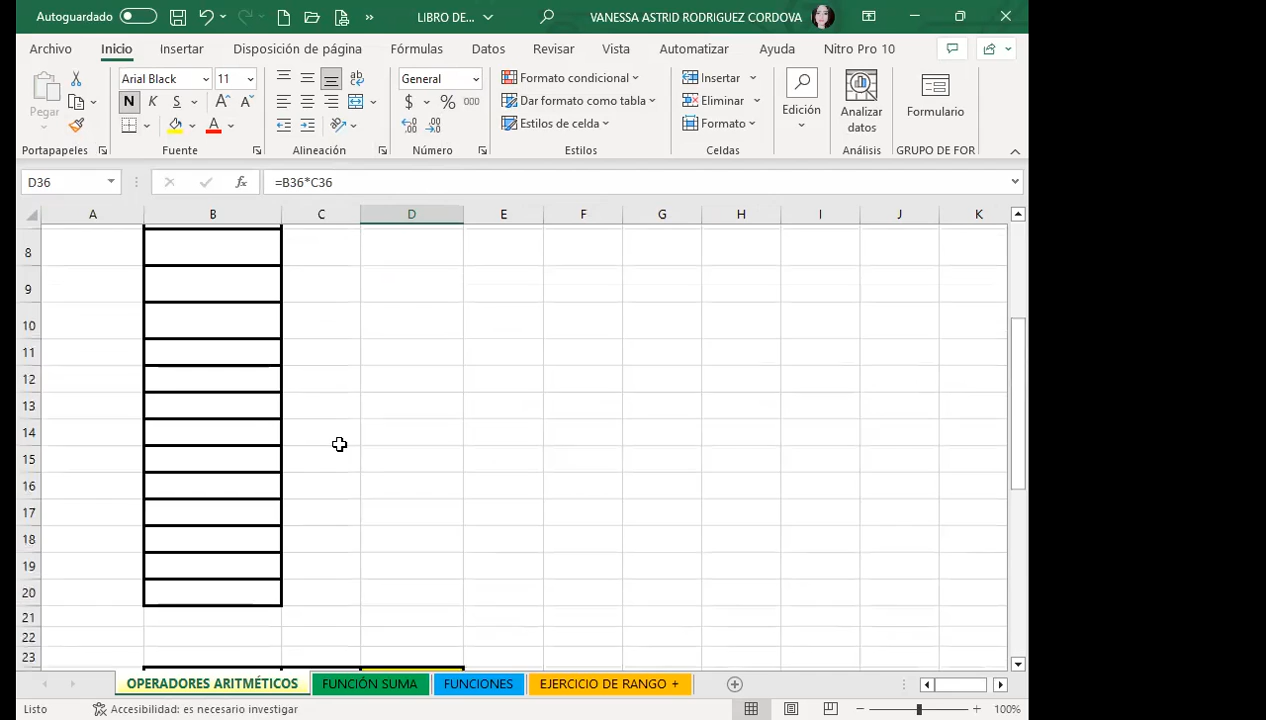 Autoguardado LIBRO DE... VANESSA ASTRID RODRIGUEZ CORDOVA
Archivo Inicio Insertar Disposición de página Fórmulas Datos Revisar Vista Automatizar Ayuda Nitro Pro 10
Arial Black 11 General Formato condicional Insertar
Pegar N K S $ % 000 Dar formato como tabla Eliminar Edición Analizar datos Formulario
Estilos de celda Formato
Portapapeles Fuente Alineación Número Estilos Celdas Análisis GRUPO DE FOR
D36 fx =B36*C36
A B C D E F G H I J K
8
9
10
11
12
13
14
15
16
17
18
19
20
21
22
23
OPERADORES ARITMÉTICOS FUNCIÓN SUMA FUNCIONES EJERCICIO DE RANGO +
Listo Accesibilidad: es necesario investigar 100%